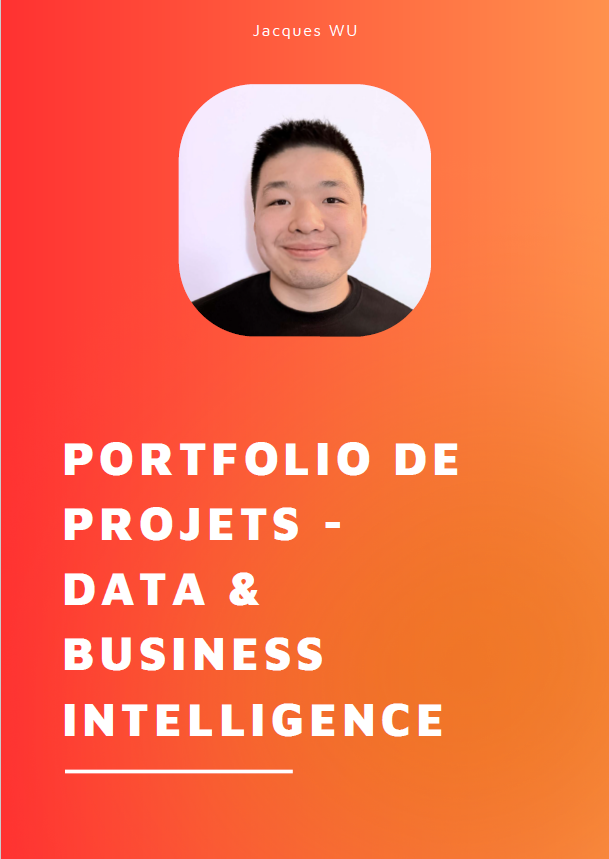 Jacques WU
PORTFOLIO DE
PROJETS -
DATA &
BUSINESS
INTELLIGENCE